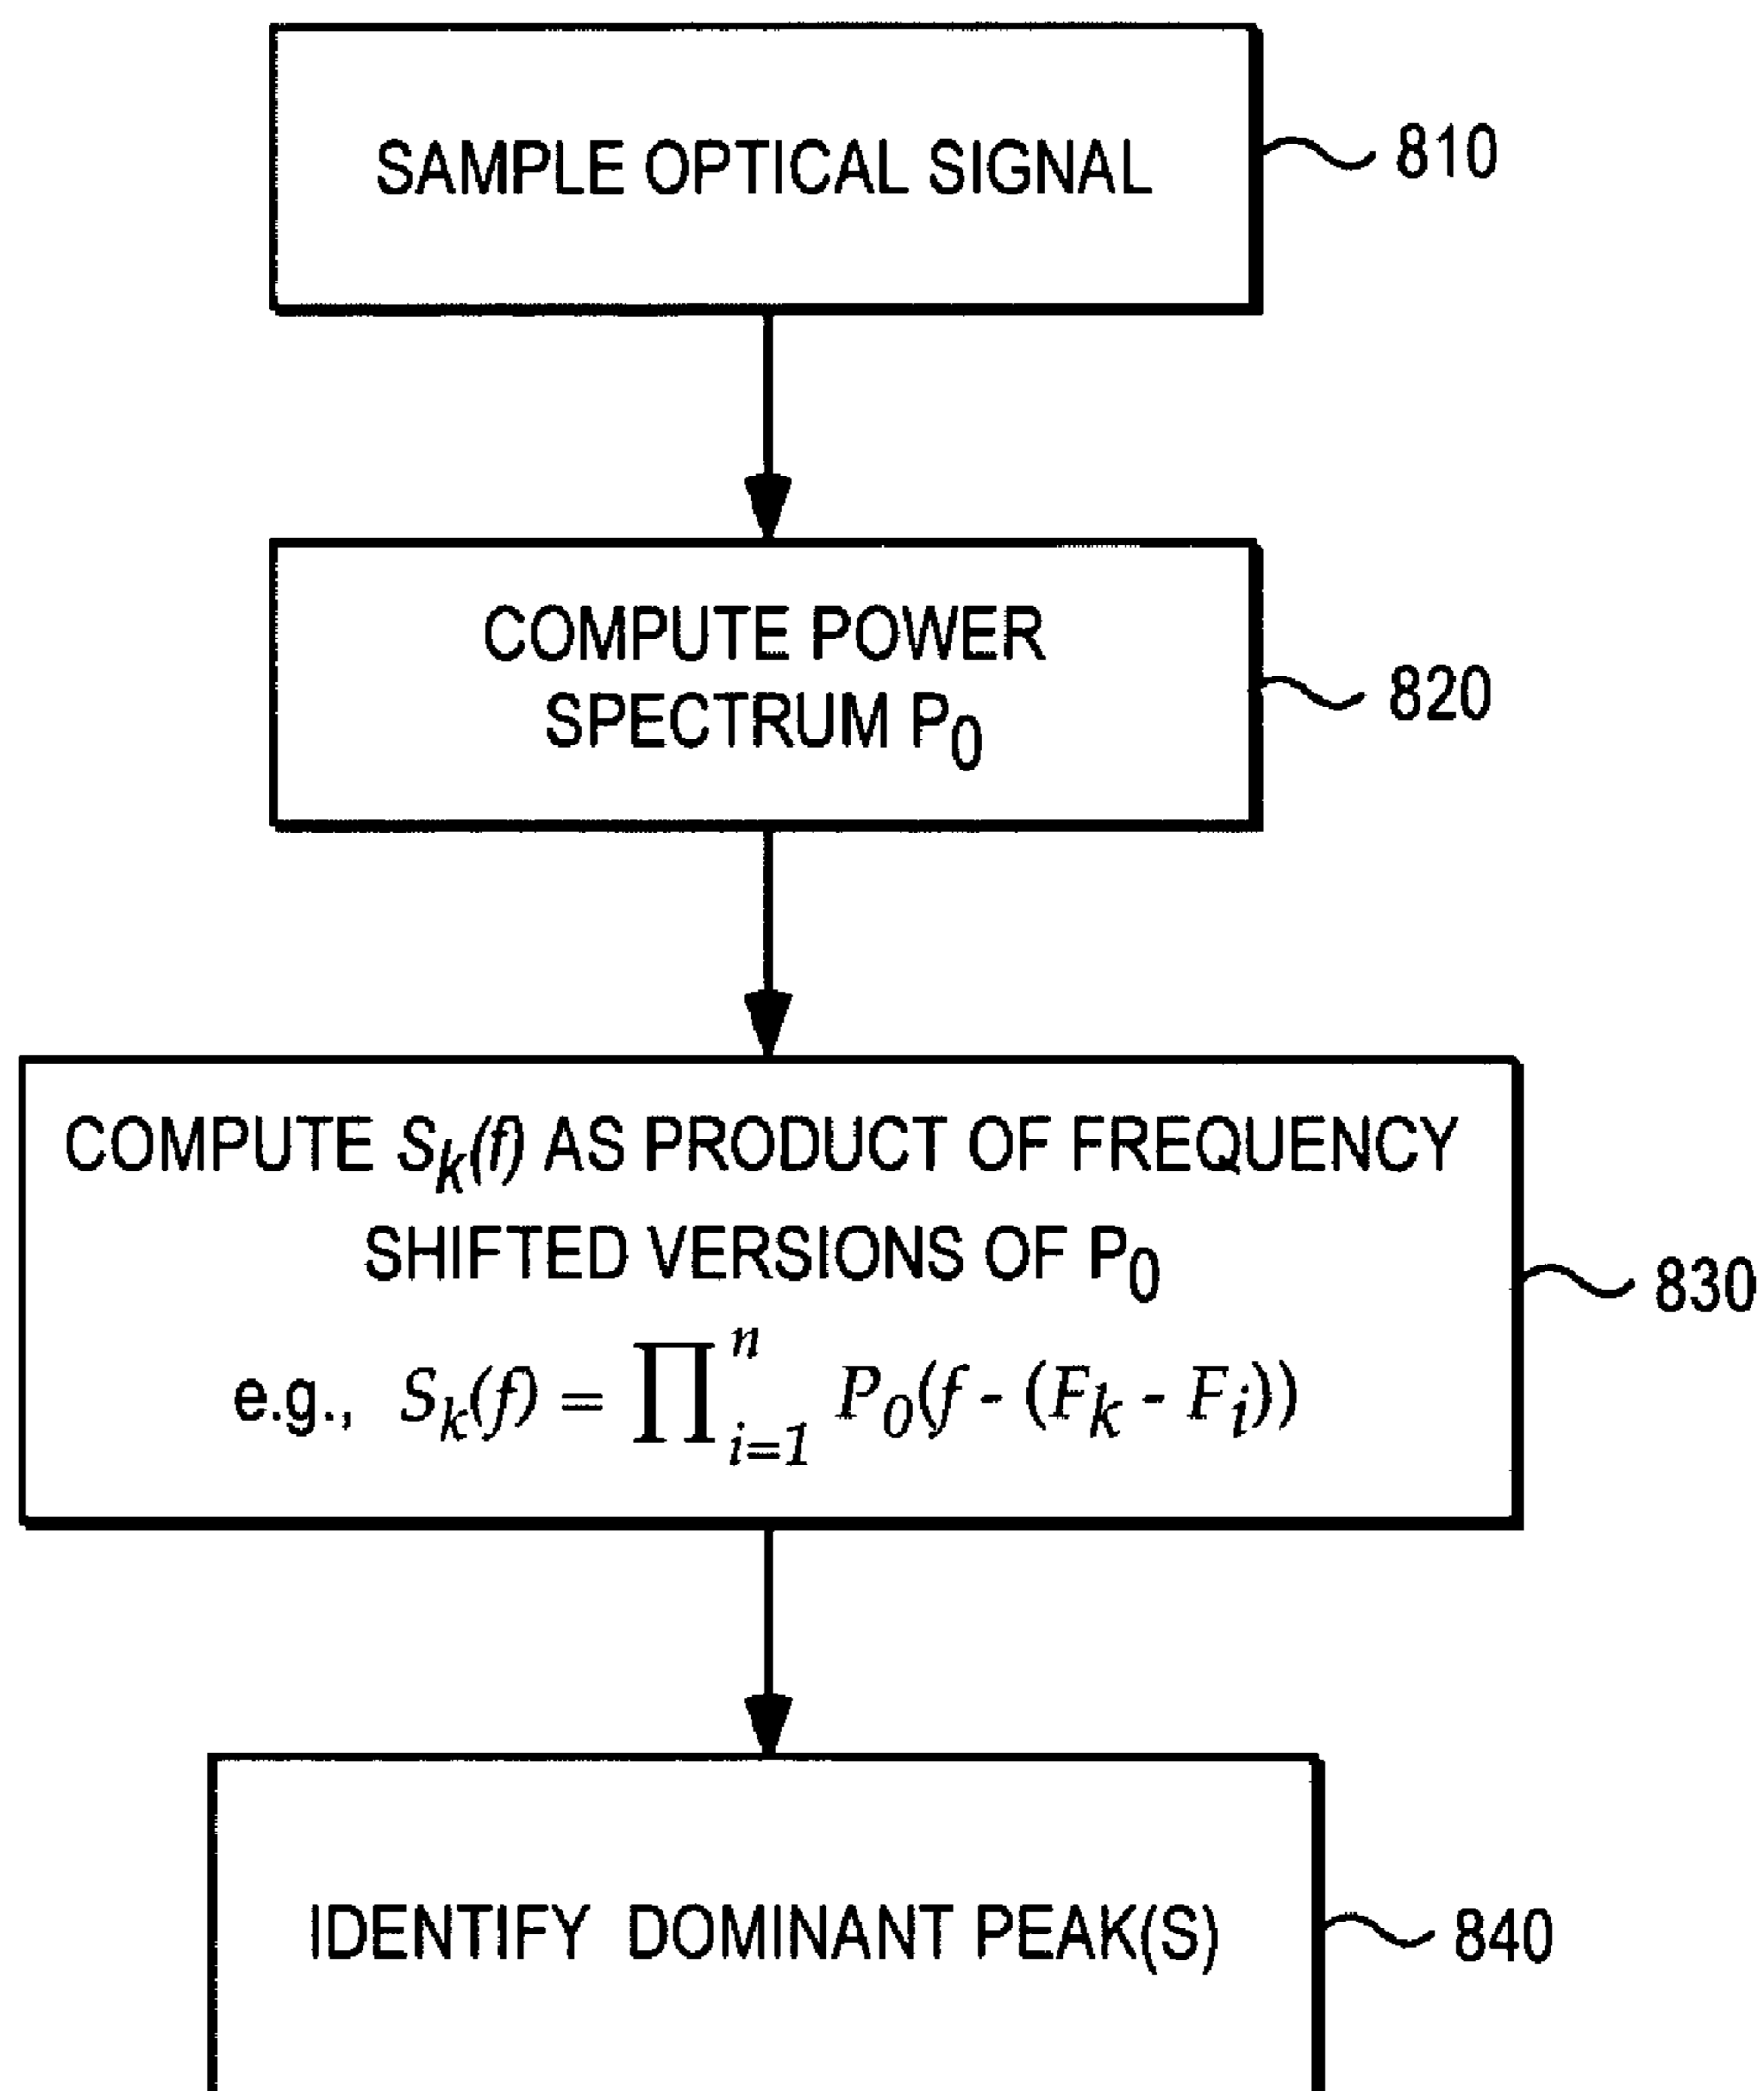 SAMPLE OPTICAL SIGNAL
810
COMPUTE POWER
SPECTRUM P₀
820
COMPUTE Sₖ(f) AS PRODUCT OF FREQUENCY
SHIFTED VERSIONS OF P₀
e.g., Sₖ(f) = ∏ⁿᵢ₌₁ P₀(f - (Fₖ - Fᵢ))
830
IDENTIFY DOMINANT PEAK(S)
840